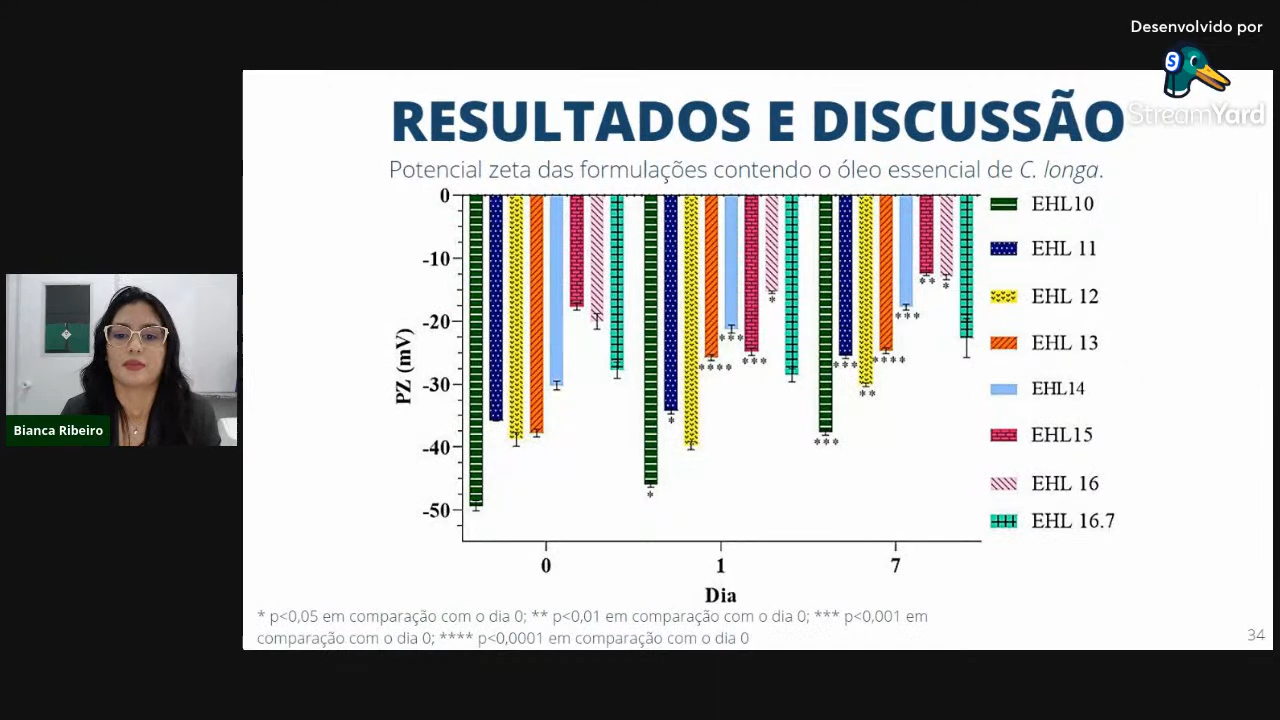 Desenvolvido por
StreamYard
RESULTADOS E DISCUSSÃO
Potencial zeta das formulações contendo o óleo essencial de C. longa.
0
-10
-20
-30
-40
-50
PZ (mV)
* * * * * * * * * * * * *
* * * * * * * * * * * * * * * * * * * * *
0
1
7
Dia
EHL10
EHL 11
EHL 12
EHL 13
EHL14
EHL15
EHL 16
EHL 16.7
* p<0,05 em comparação com o dia 0; ** p<0,01 em comparação com o dia 0; *** p<0,001 em
comparação com o dia 0; **** p<0,0001 em comparação com o dia 0
34
Bianca Ribeiro